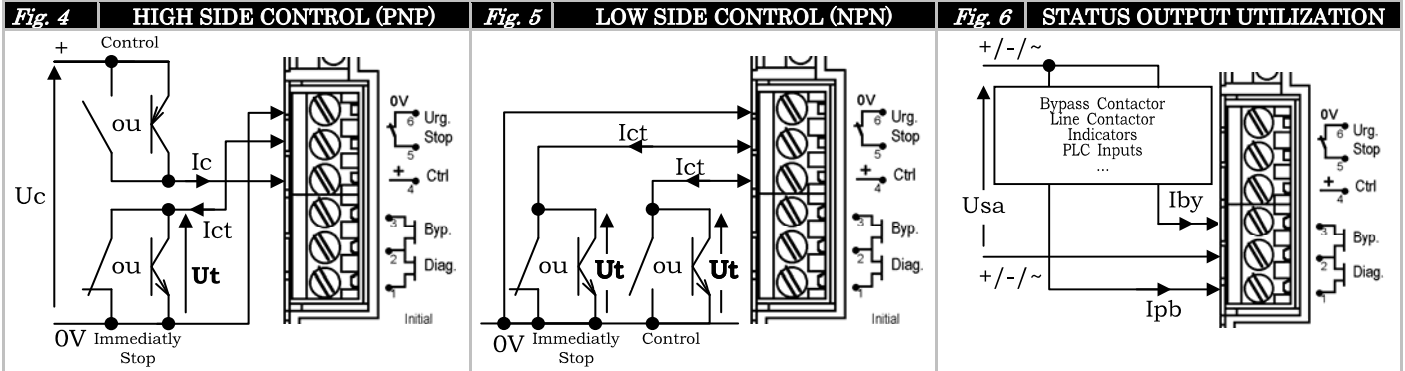 Fig. 4 HIGH SIDE CONTROL (PNP)
+ Control
ou
Ic
Uc
Ict
ou
Ut
0V Immediatly
Stop
0V
6 Urg.
Stop
5
+ Ctrl
4
3
Byp.
2
Diag.
1
Initial
Fig. 5 LOW SIDE CONTROL (NPN)
Ict
Ict
ou Ut ou Ut
0V Immediatly Control
Stop
0V
6 Urg.
Stop
5
+ Ctrl
4
3
Byp.
2
Diag.
1
Initial
Fig. 6 STATUS OUTPUT UTILIZATION
+/-/~
Bypass Contactor
Line Contactor
Indicators
PLC Inputs
...
Usa
Iby
+/-/~
Ipb
0V
6 Urg.
Stop
5
+ Ctrl
4
3
Byp.
2
Diag.
1